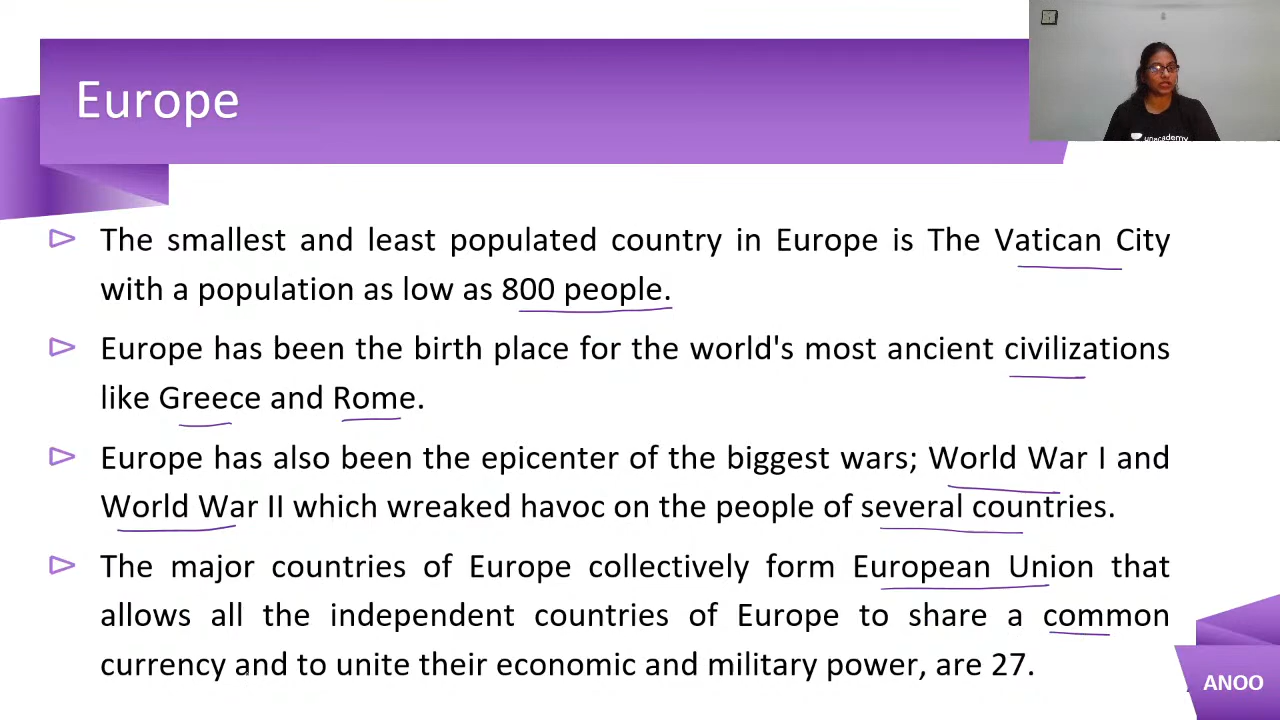 Europe
unacademy
The smallest and least populated country in Europe is The Vatican City
with a population as low as 800 people.
Europe has been the birth place for the world's most ancient civilizations
like Greece and Rome.
Europe has also been the epicenter of the biggest wars; World War I and
World War II which wreaked havoc on the people of several countries.
The major countries of Europe collectively form European Union that
allows all the independent countries of Europe to share a common
currency and to unite their economic and military power, are 27.
ANOO